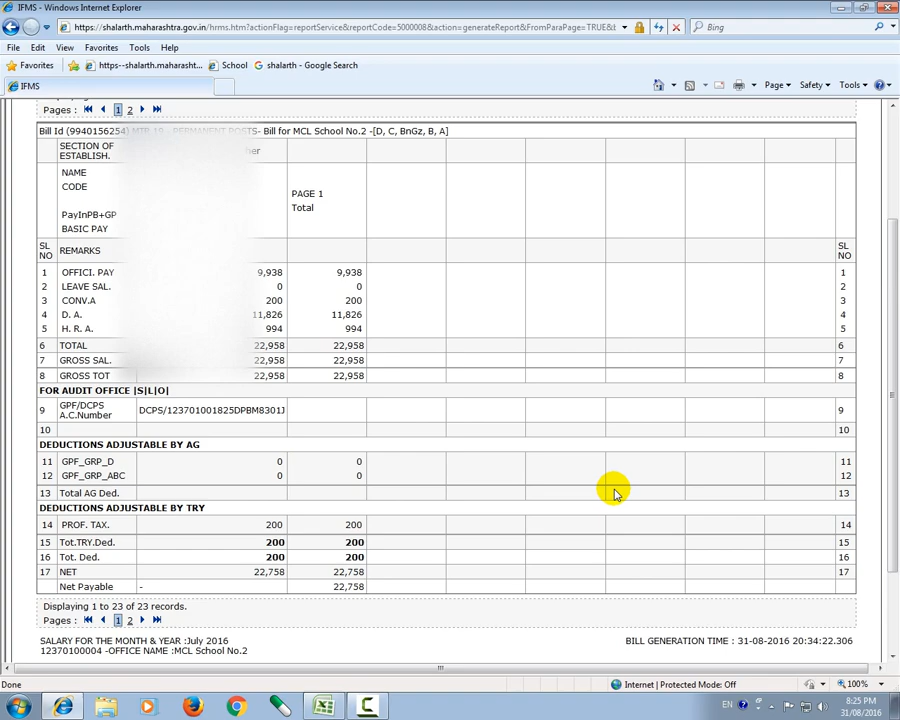 IFMS - Windows Internet Explorer
https://shalarth.maharashtra.gov.in/hrms.htm?actionFlag=reportService&reportCode=5000008&action=generateReport&FromParaPage=TRUE&
Bing
File Edit View Favorites Tools Help
Favorites https--shalarth.maharasht... School shalarth - Google Search
IFMS
Page Safety Tools
Pages : 1 2
Bill Id (9940156254) MTR 19 - PERMANENT POSTS- Bill for MCL School No.2 -[D, C, BnGz, B, A]
SECTION OF
ESTABLISH.
NAME
CODE PAGE 1
Total
PayInPB+GP
BASIC PAY
SL NO REMARKS SL NO
1 OFFICI. PAY 9,938 9,938 1
2 LEAVE SAL. 0 0 2
3 CONV.A 200 200 3
4 D. A. 11,826 11,826 4
5 H. R. A. 994 994 5
6 TOTAL 22,958 22,958 6
7 GROSS SAL. 22,958 22,958 7
8 GROSS TOT 22,958 22,958 8
FOR AUDIT OFFICE |S|L|O|
9 GPF/DCPS A.C.Number DCPS/123701001825DPBM8301J 9
10 10
DEDUCTIONS ADJUSTABLE BY AG
11 GPF_GRP_D 0 0 11
12 GPF_GRP_ABC 0 0 12
13 Total AG Ded. 13
DEDUCTIONS ADJUSTABLE BY TRY
14 PROF. TAX. 200 200 14
15 Tot.TRY.Ded. 200 200 15
16 Tot. Ded. 200 200 16
17 NET 22,758 22,758 17
Net Payable - 22,758
Displaying 1 to 23 of 23 records.
Pages : 1 2
SALARY FOR THE MONTH & YEAR :July 2016 BILL GENERATION TIME : 31-08-2016 20:34:22.306
12370100004 -OFFICE NAME :MCL School No.2
Done Internet | Protected Mode: Off 100%
EN 8:25 PM
31/08/2016